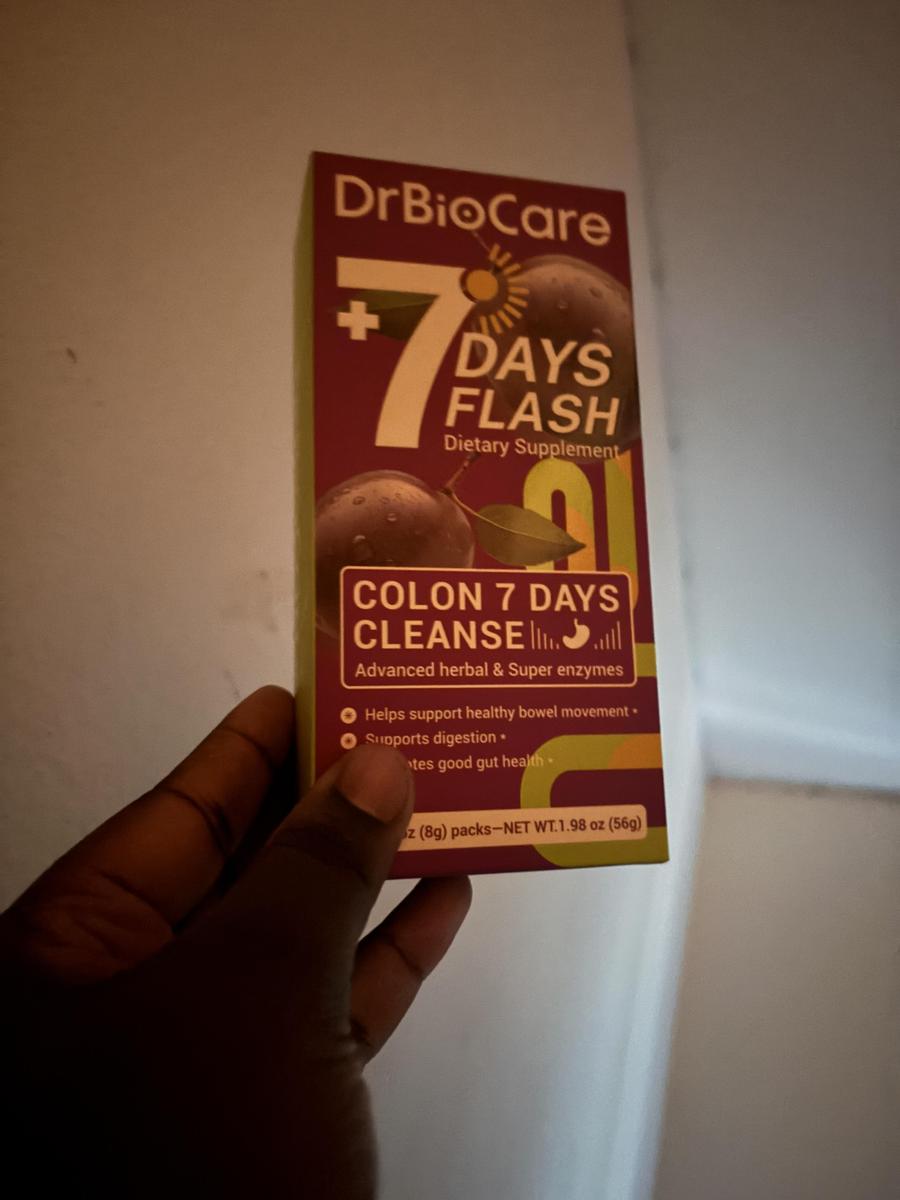 DrBioCare
+7
DAYS
FLASH
Dietary Supplement
COLON 7 DAYS
CLEANSE
Advanced herbal & Super enzymes
Helps support healthy bowel movement *
Supports digestion *
good gut health *
(8g) packs—NET WT.1.98 oz (56g)